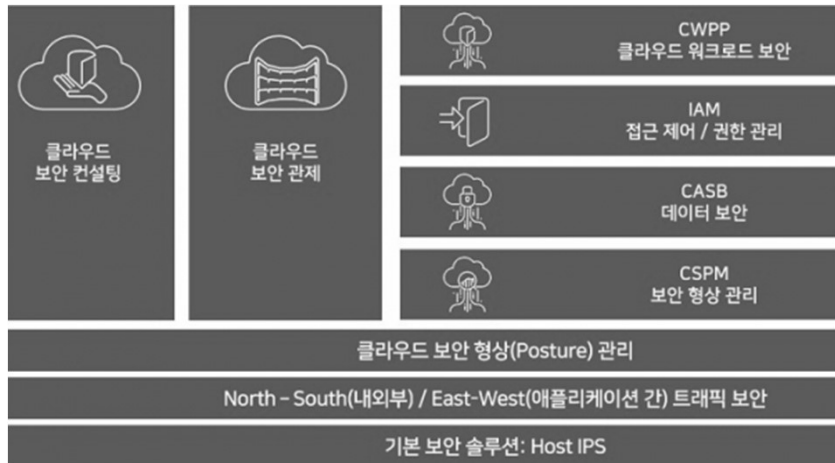 클라우드
보안 컨설팅
클라우드
보안 관제
CWPP
클라우드 워크로드 보안
IAM
접근 제어 / 권한 관리
CASB
데이터 보안
CSPM
보안 형상 관리
클라우드 보안 형상(Posture) 관리
North – South(내외부) / East-West(애플리케이션 간) 트래픽 보안
기본 보안 솔루션: Host IPS